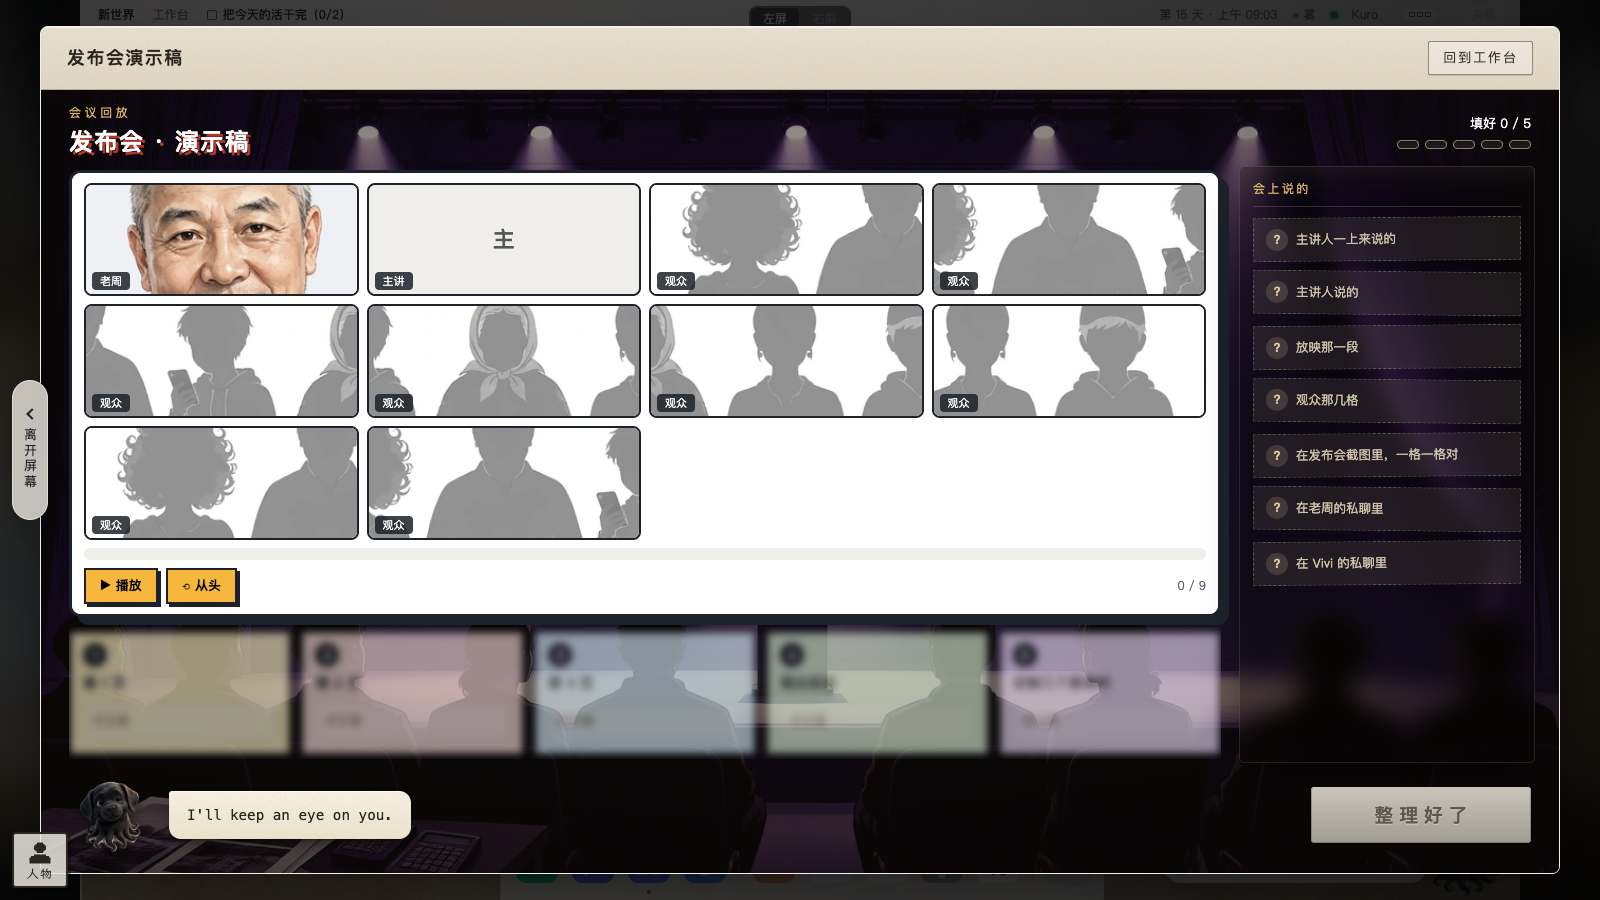 新世界 工作台 把今天的活干完 (0/2)
左屏 右屏
第 15 天 · 上午 09:03 雾 Kuro
发布会演示稿
回到工作台
会议回放
发布会 · 演示稿
填好 0 / 5
老周
主
主讲
观众
观众
观众
观众
观众
观众
观众
观众
播放
从头
0 / 9
会上说的
? 主讲人一上来说的
? 主讲人说的
? 放映那一段
? 观众那几格
? 在发布会截图里，一格一格对
? 在老周的私聊里
? 在 Vivi 的私聊里
离开屏幕
I'll keep an eye on you.
整理好了
人物